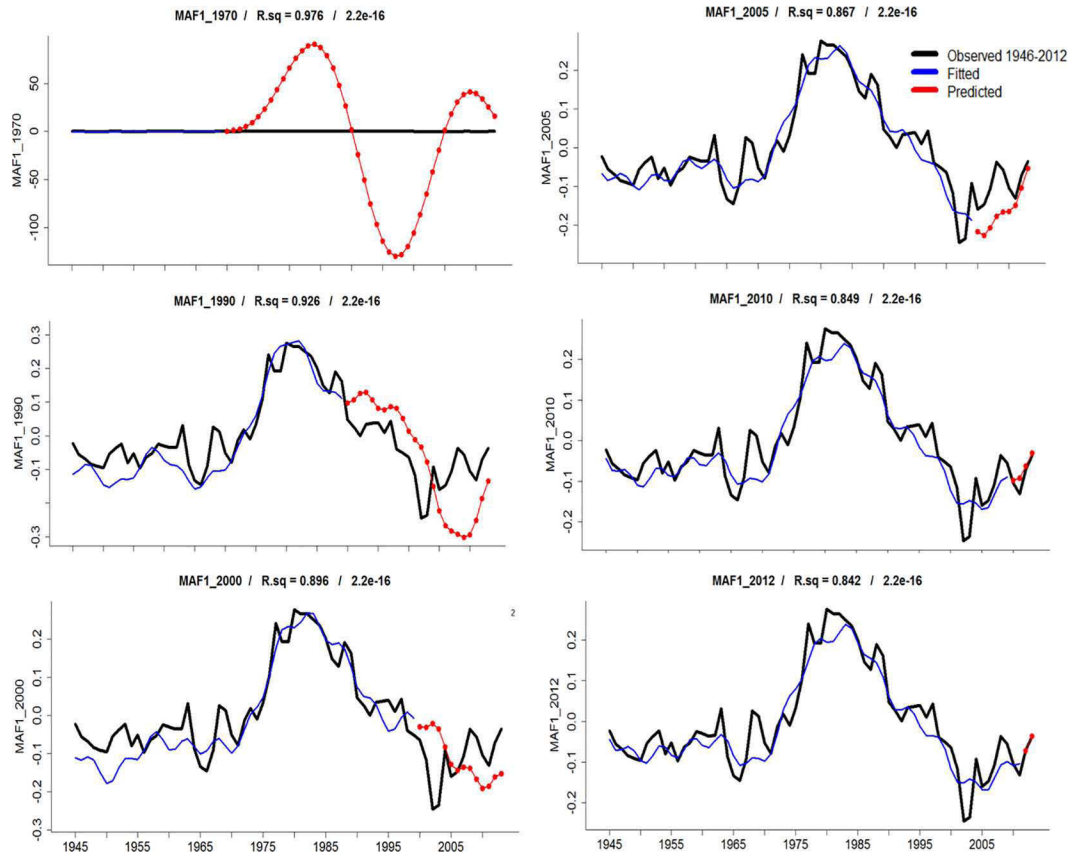 MAF1_1970 / R.sq = 0.976 / 2.2e-16
MAF1_1970
50
0
50
-100
MAF1_2005 / R.sq = 0.867 / 2.2e-16
MAF1_2005
0.2
0.1
0.0
-0.1
-0.2
Observed 1946-2012
Fitted
Predicted
MAF1_1990 / R.sq = 0.926 / 2.2e-16
MAF1_1990
0.3
0.2
0.1
0.0
-0.1
-0.3
MAF1_2010 / R.sq = 0.849 / 2.2e-16
MAF1_2010
0.2
0.1
0.0
-0.1
-0.2
MAF1_2000 / R.sq = 0.896 / 2.2e-16
2
MAF1_2000
0.2
0.1
0.0
-0.1
-0.2
-0.3
1945 1955 1965 1975 1985 1995 2005
MAF1_2012 / R.sq = 0.842 / 2.2e-16
MAF1_2012
0.2
0.1
0.0
-0.1
-0.2
1945 1955 1965 1975 1985 1995 2005